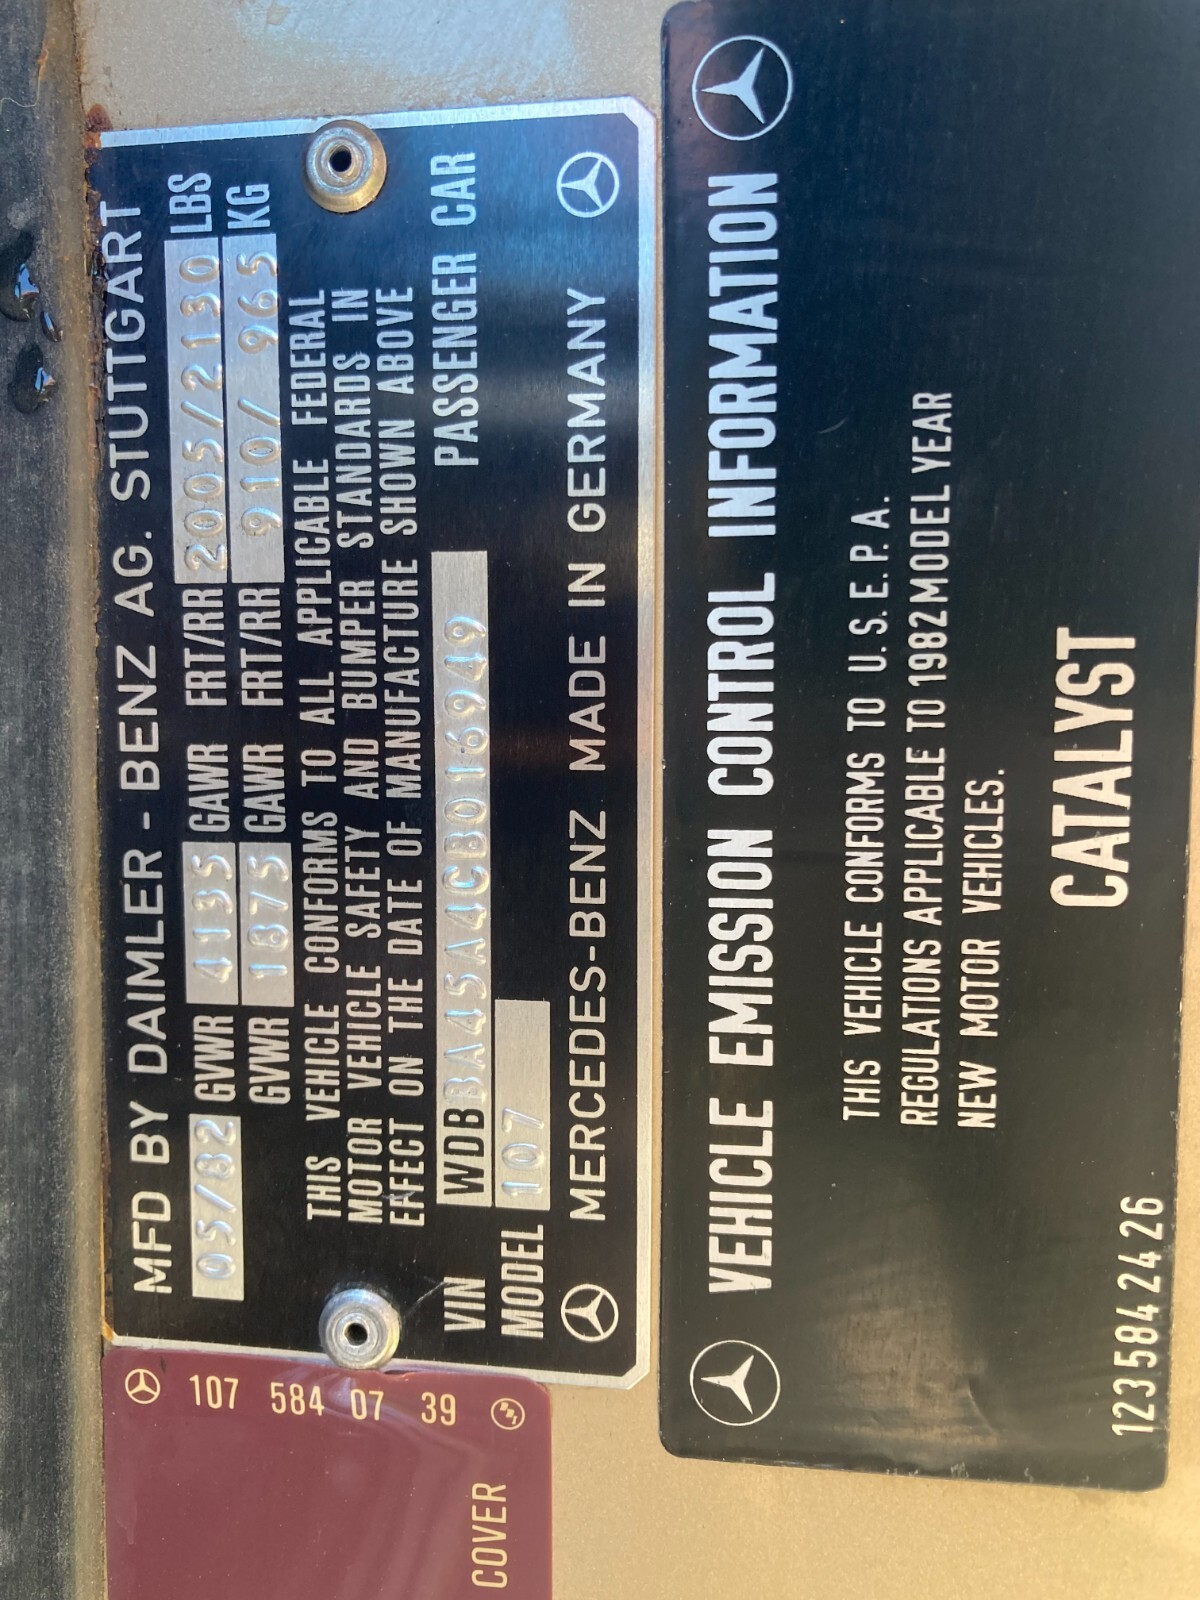 MFD BY DAIMLER - BENZ AG. STUTTGART
05/82 GVWR 4135 GAWR FRT/RR 2005/2130 LBS
GVWR 1875 GAWR FRT/RR 910/ 965 KG
THIS VEHICLE CONFORMS TO ALL APPLICABLE FEDERAL
MOTOR VEHICLE SAFETY AND BUMPER STANDARDS IN
EFFECT ON THE DATE OF MANUFACTURE SHOWN ABOVE
VIN WDBBA45A4CB016949 PASSENGER CAR
MODEL 107
MERCEDES-BENZ MADE IN GERMANY
VEHICLE EMISSION CONTROL INFORMATION
THIS VEHICLE CONFORMS TO U. S. E. P. A.
REGULATIONS APPLICABLE TO 1982 MODEL YEAR
NEW MOTOR VEHICLES.
CATALYST
1235842426
107 584 07 39
COVER